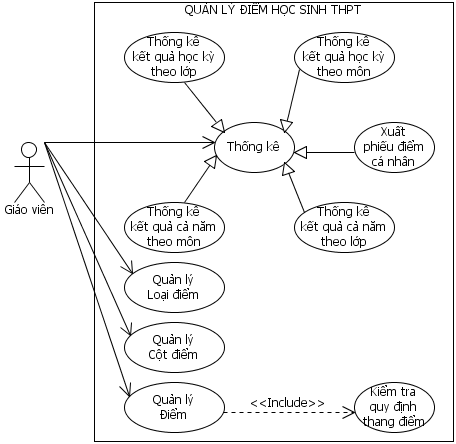 QUẢN LÝ ĐIỂM HỌC SINH THPT
Thống kê
kết quả học kỳ
theo lớp
Thống kê
kết quả học kỳ
theo môn
Thống kê
Xuất
phiếu điểm
cá nhân
Giáo viên
Thống kê
kết quả cả năm
theo môn
Thống kê
kết quả cả năm
theo lớp
Quản lý
Loại điểm
Quản lý
Cột điểm
Quản lý
Điểm
<<Include>>
Kiểm tra
quy định
thang điểm